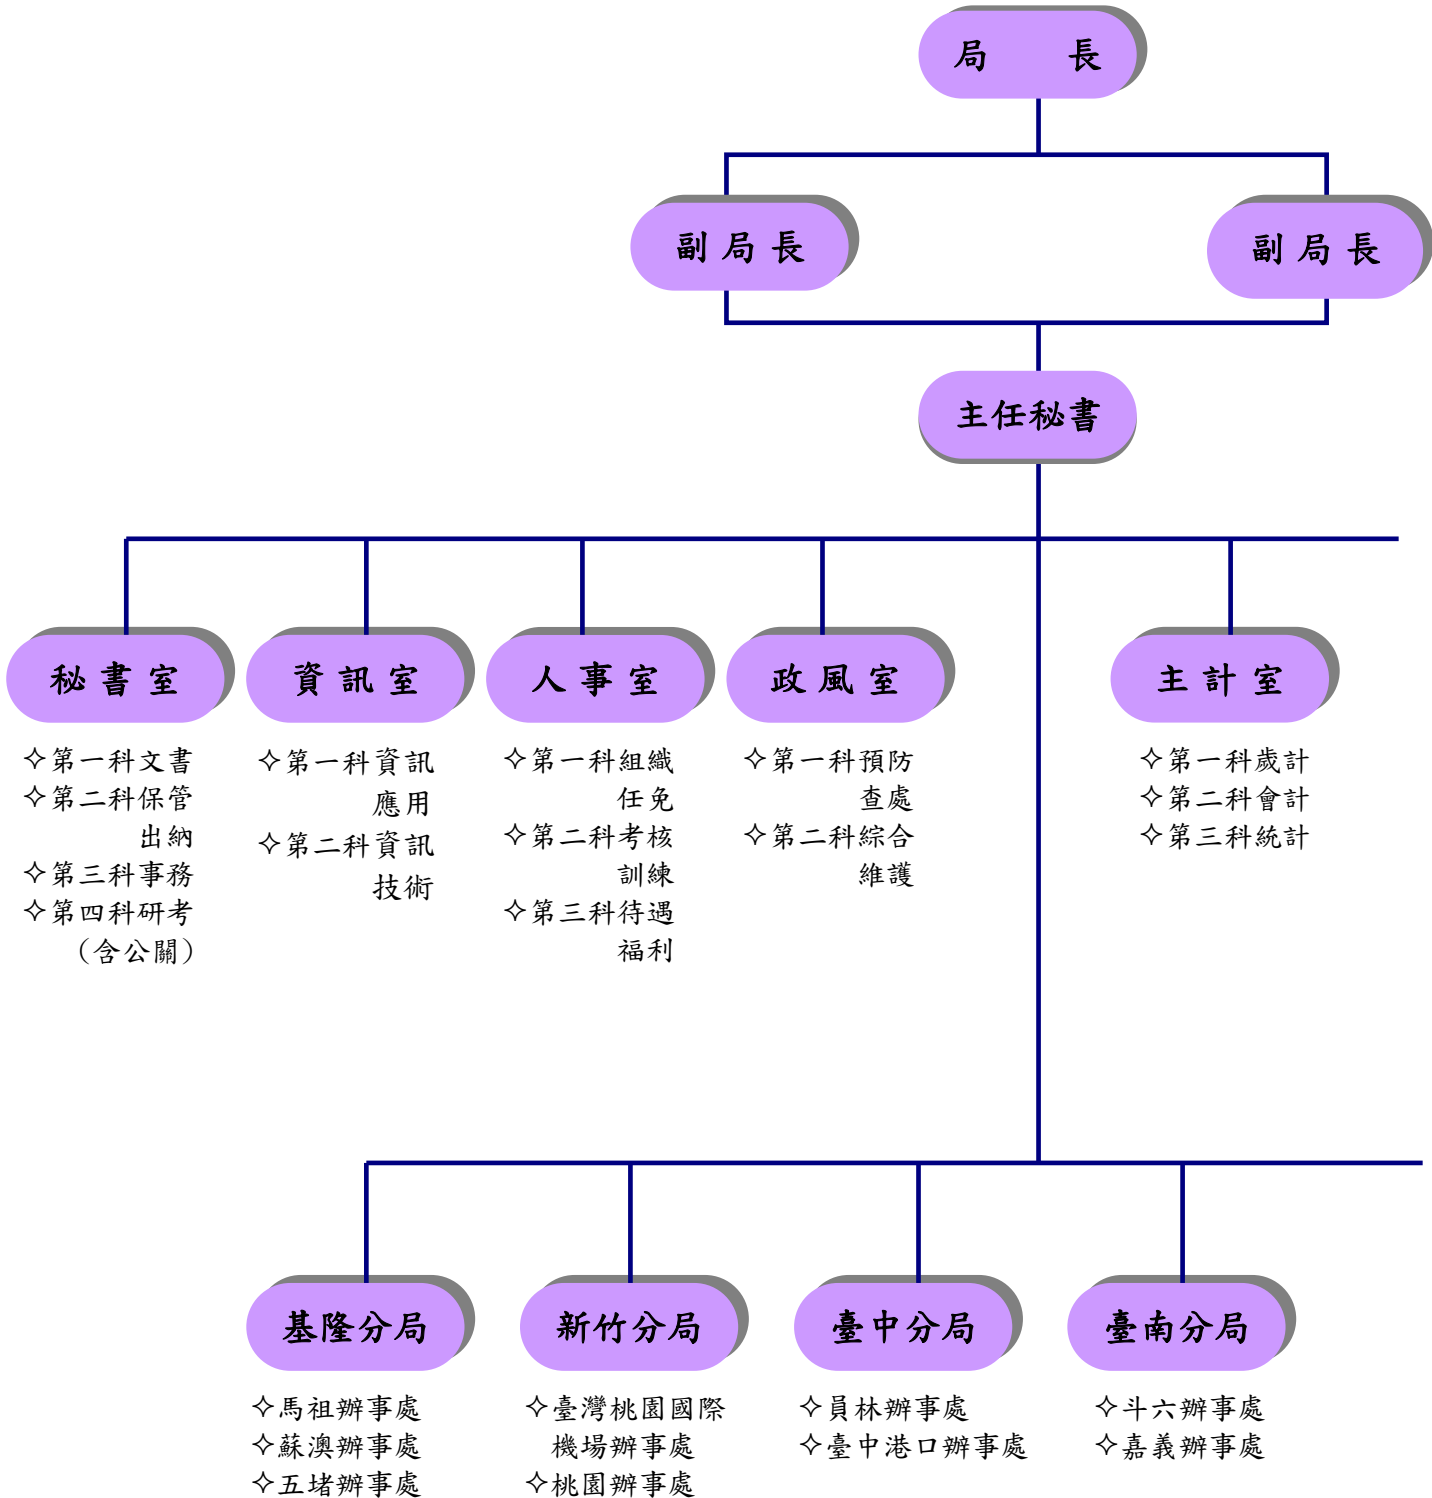 局 長
副局長
副局長
主任秘書
秘書室
✧第一科文書
✧第二科保管
出納
✧第三科事務
✧第四科研考
(含公關)
資訊室
✧第一科資訊
應用
✧第二科資訊
技術
人事室
✧第一科組織
任免
✧第二科考核
訓練
✧第三科待遇
福利
政風室
✧第一科預防
查處
✧第二科綜合
維護
主計室
✧第一科歲計
✧第二科會計
✧第三科統計
基隆分局
✧馬祖辦事處
✧蘇澳辦事處
✧五堵辦事處
新竹分局
✧臺灣桃園國際
機場辦事處
✧桃園辦事處
臺中分局
✧員林辦事處
✧臺中港口辦事處
臺南分局
✧斗六辦事處
✧嘉義辦事處